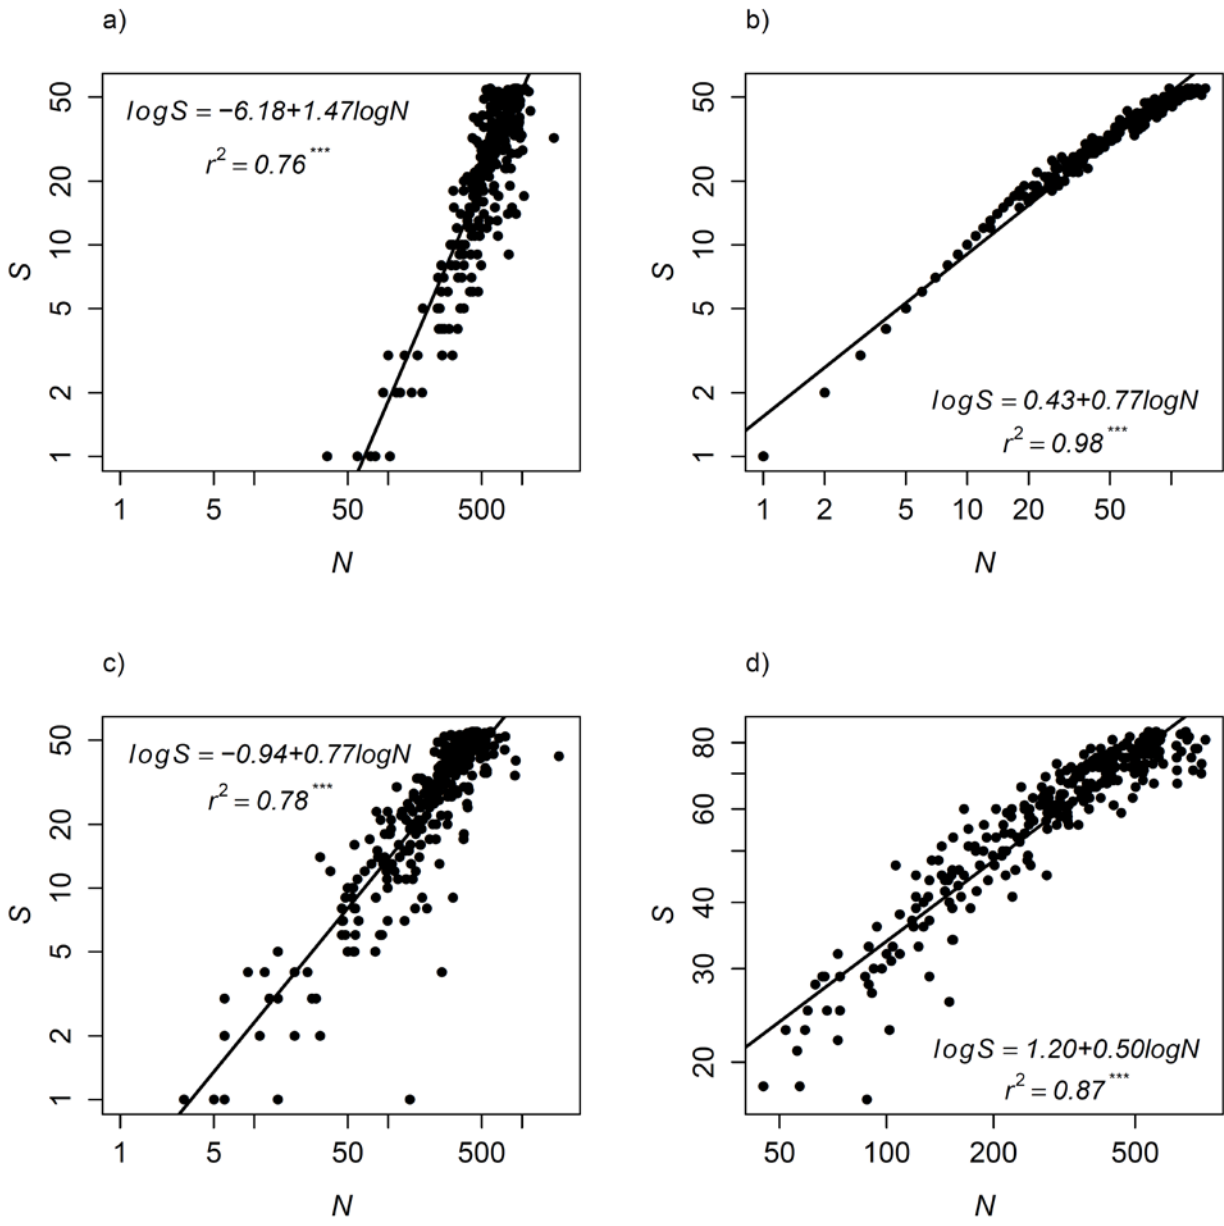 a)
logS = −6.18+1.47logN
r² = 0.76***
50
20
10
5
2
1
S
1
5
50
500
N
b)
50
20
10
5
2
1
S
logS = 0.43+0.77logN
r² = 0.98***
1
2
5
10
20
50
N
c)
logS = −0.94+0.77logN
r² = 0.78***
50
20
10
5
2
1
S
1
5
50
500
N
d)
80
60
40
30
20
S
logS = 1.20+0.50logN
r² = 0.87***
50
100
200
500
N